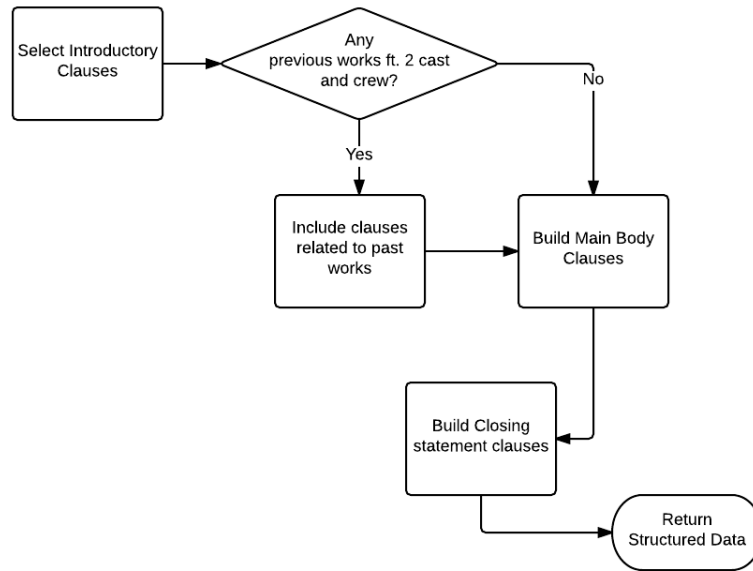 Select Introductory
Clauses
Any
previous works ft. 2 cast
and crew?
No
Yes
Include clauses
related to past
works
Build Main Body
Clauses
Build Closing
statement clauses
Return
Structured Data